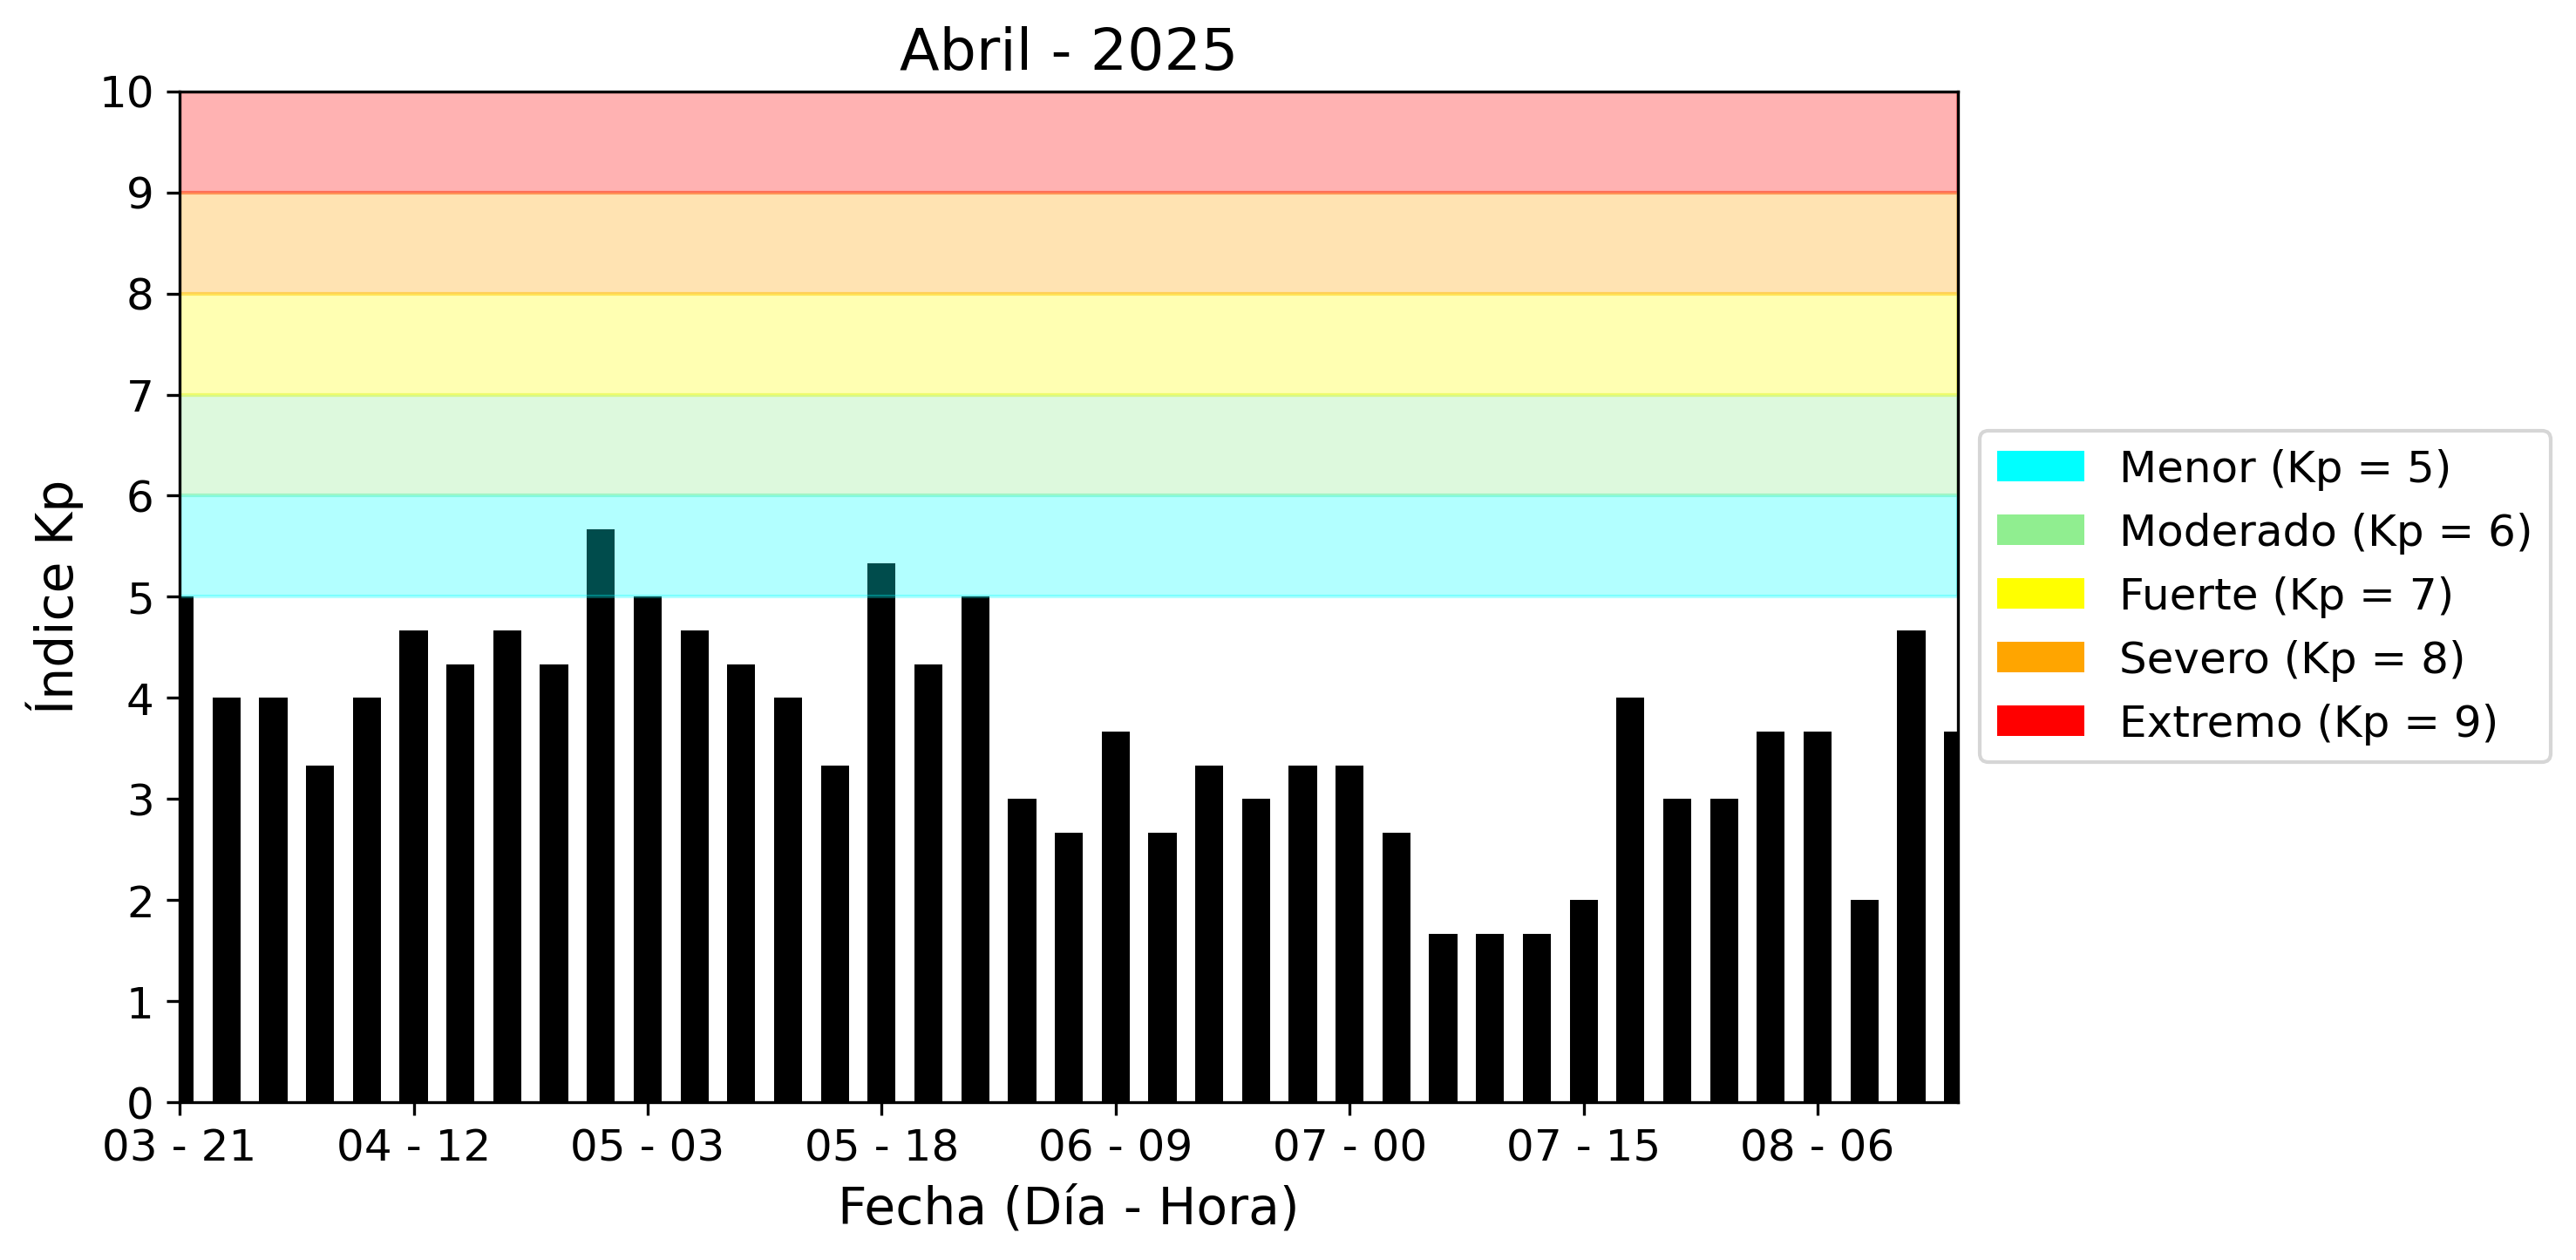 Abril - 2025
10
9
8
7
6
5
4
3
2
1
0
Índice Kp
03 - 21
04 - 12
05 - 03
05 - 18
06 - 09
07 - 00
07 - 15
08 - 06
Fecha (Día - Hora)
Menor (Kp = 5)
Moderado (Kp = 6)
Fuerte (Kp = 7)
Severo (Kp = 8)
Extremo (Kp = 9)